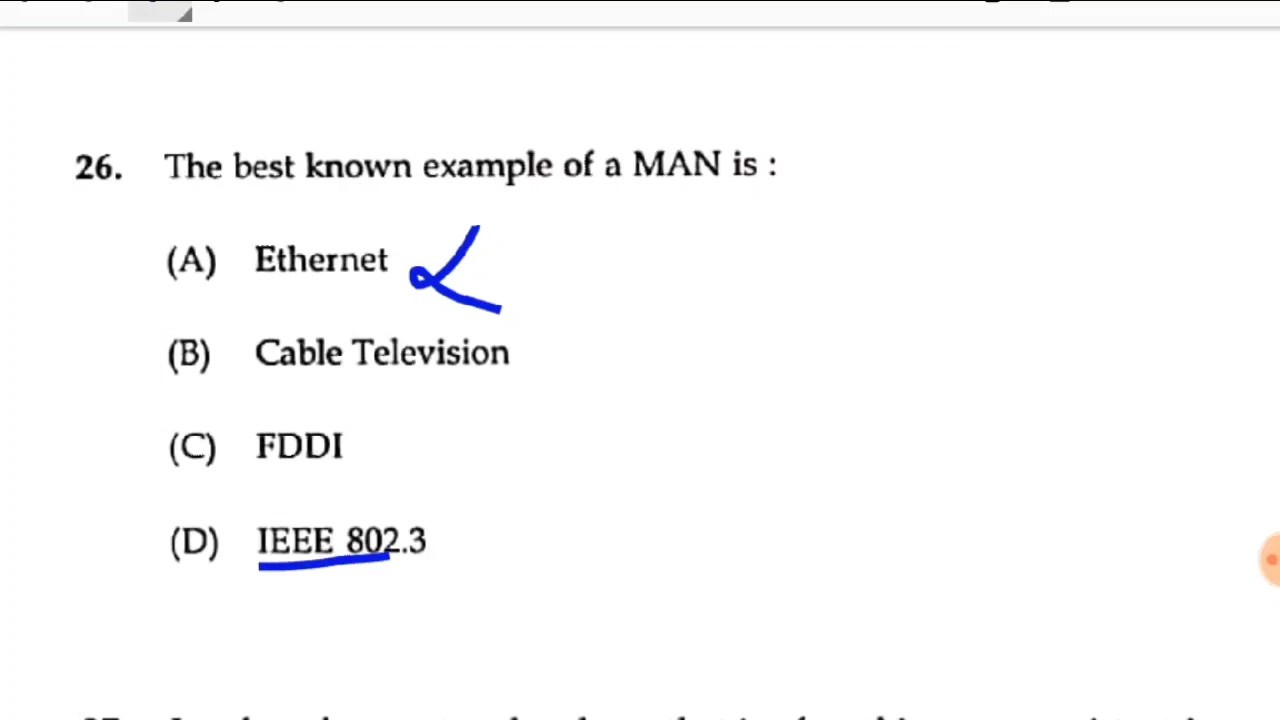 26. The best known example of a MAN is :
(A) Ethernet
(B) Cable Television
(C) FDDI
(D) IEEE 802.3